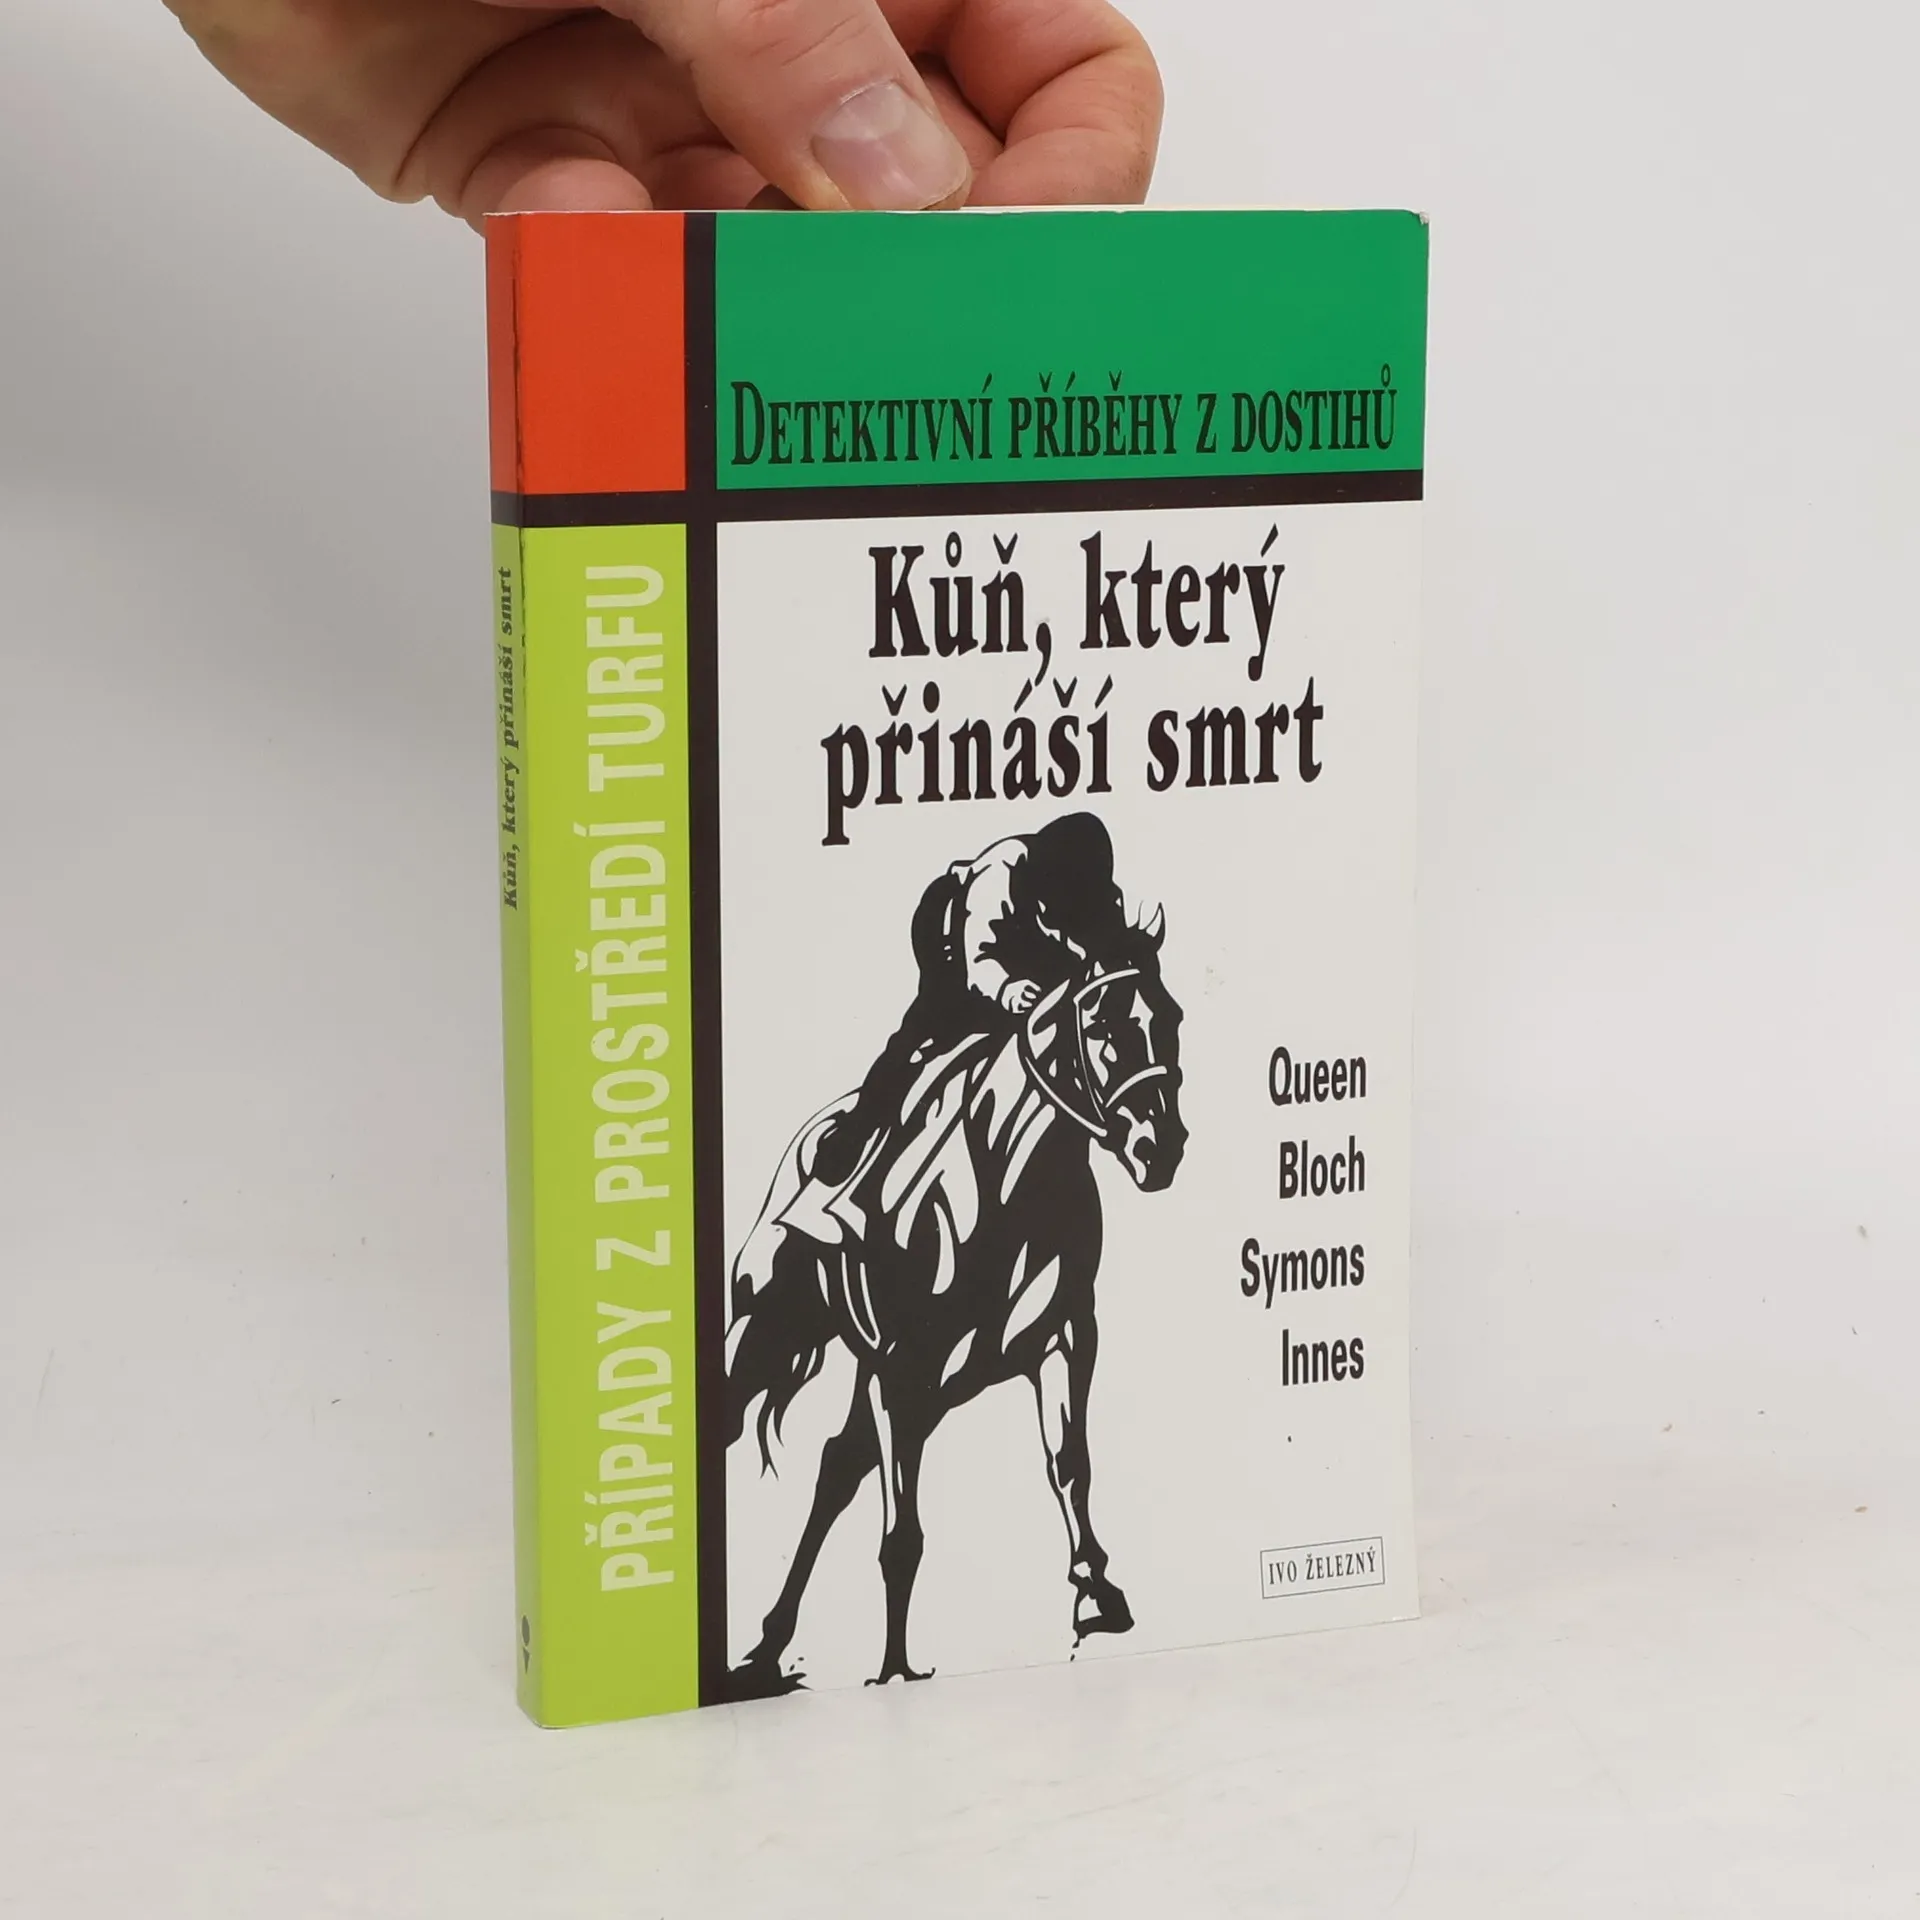 DETEKTIVNÍ PŘÍBĚHY Z DOSTIHŮ
Kůň, který
přináší smrt
Queen
Bloch
Symons
Innes
IVO ŽELEZNÝ
PŘÍPADY Z PROSTŘEDÍ TURFU
Kůň, který přináší smrt